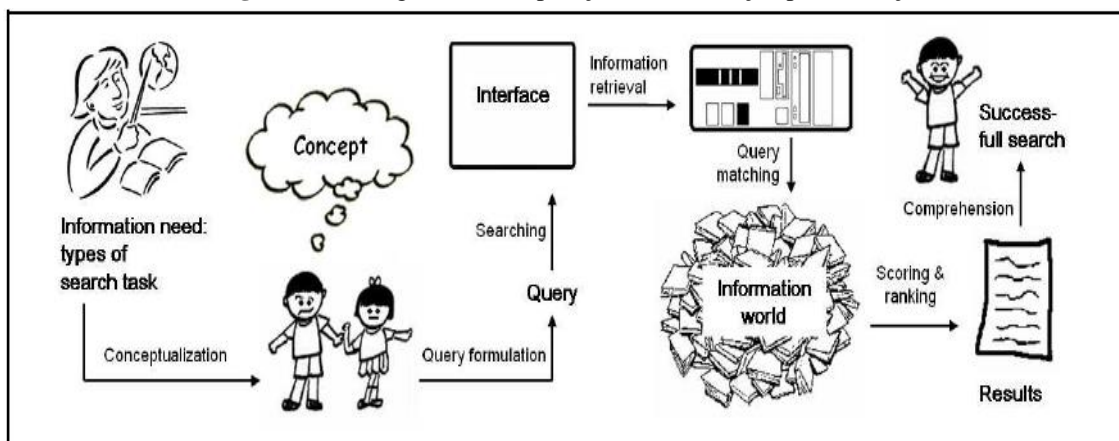 Information need:
types of
search task
Conceptualization
Concept
Query formulation
Query
Searching
Interface
Information
retrieval
Query
matching
Information
world
Scoring &
ranking
Results
Comprehension
Success-
full search